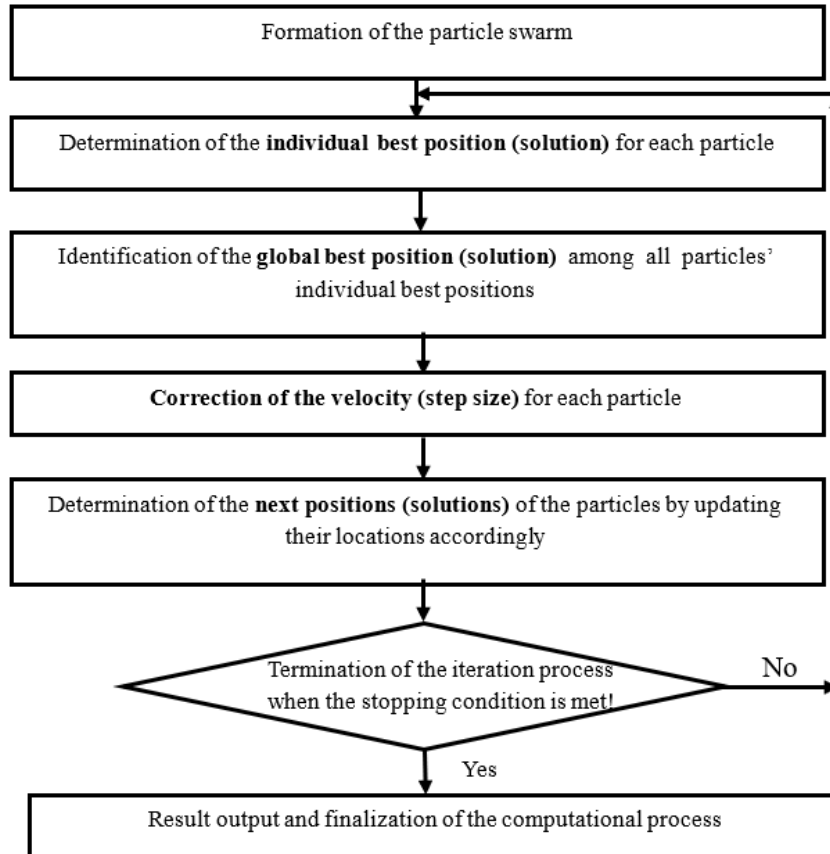 Formation of the particle swarm
Determination of the individual best position (solution) for each particle
Identification of the global best position (solution) among all particles'
individual best positions
Correction of the velocity (step size) for each particle
Determination of the next positions (solutions) of the particles by updating
their locations accordingly
Termination of the iteration process
when the stopping condition is met!
No
Yes
Result output and finalization of the computational process